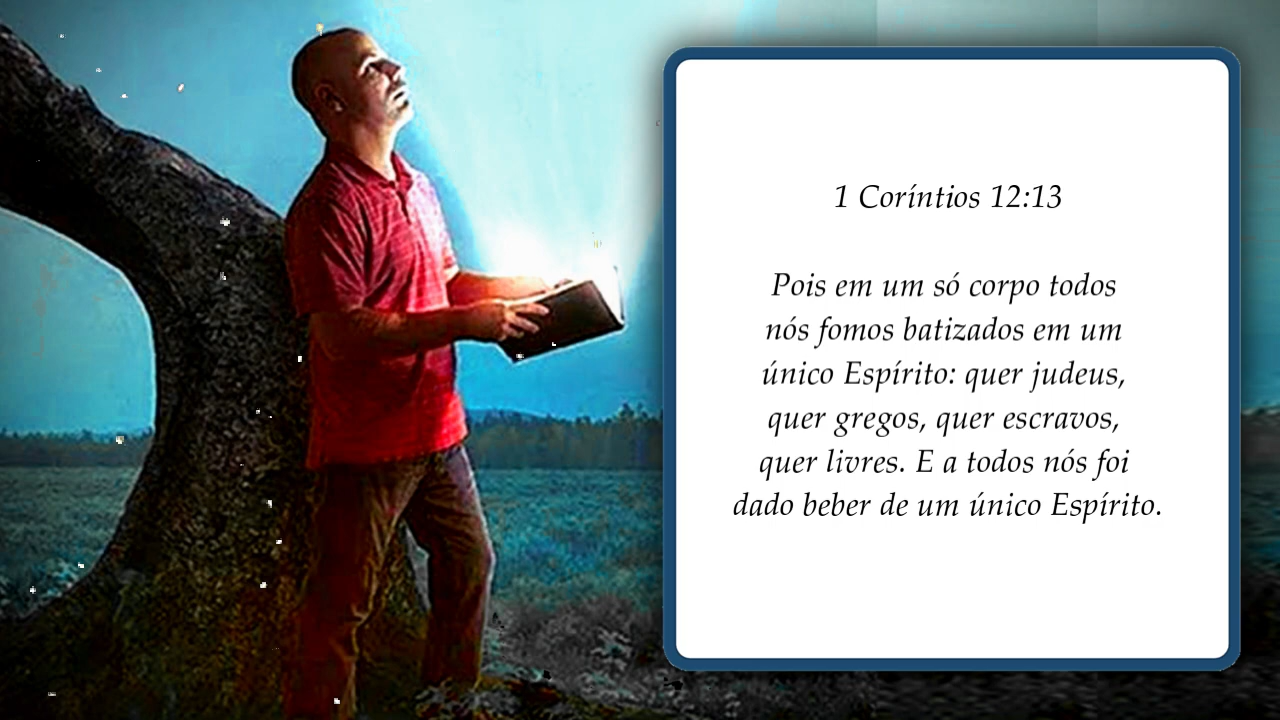 1 Coríntios 12:13
Pois em um só corpo todos
nós fomos batizados em um
único Espírito: quer judeus,
quer gregos, quer escravos,
quer livres. E a todos nós foi
dado beber de um único Espírito.